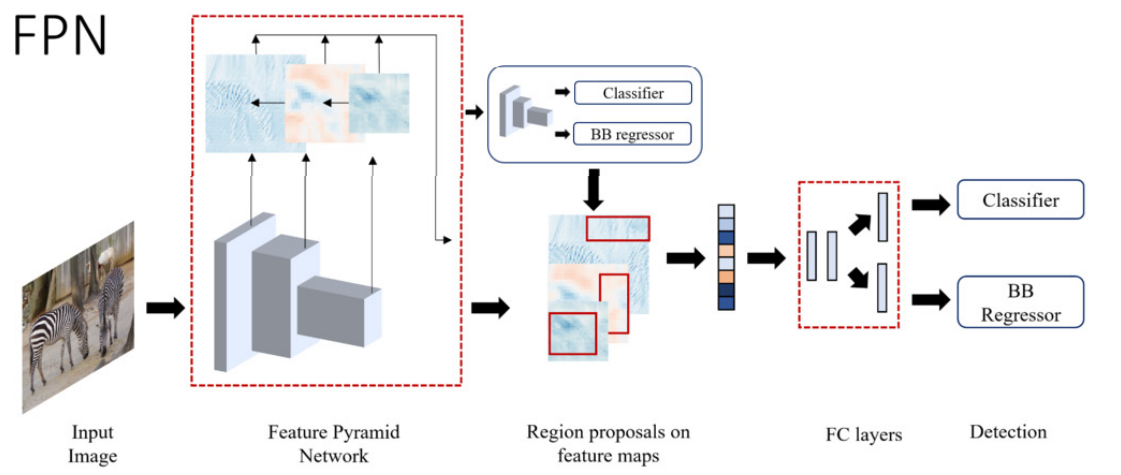 FPN
Classifier
BB regressor
Classifier
BB
Regressor
Input
Image
Feature Pyramid
Network
Region proposals on
feature maps
FC layers
Detection